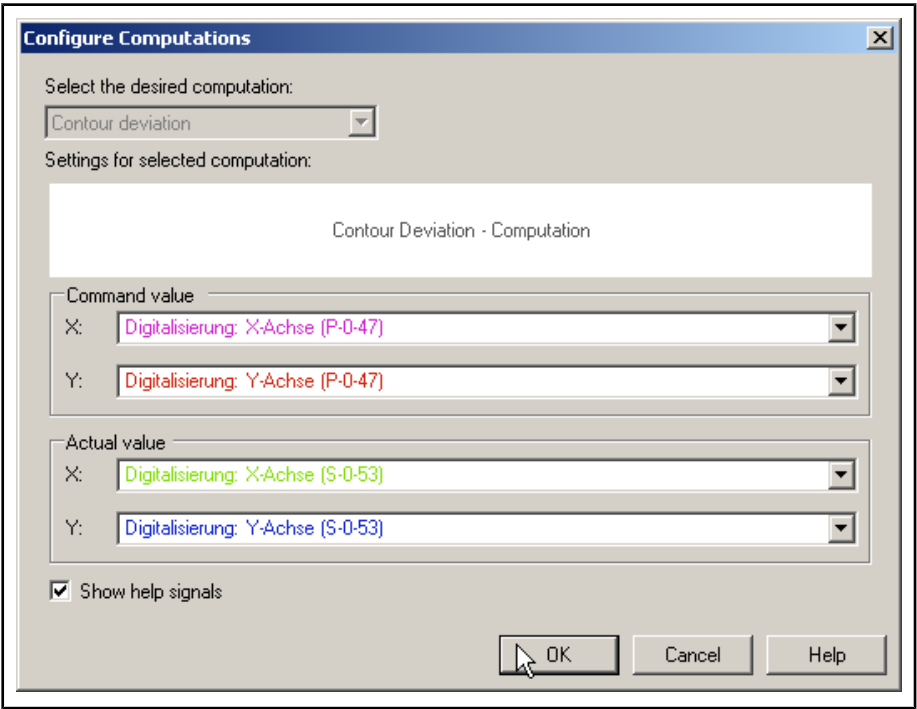 Configure Computations
Select the desired computation:
Contour deviation
Settings for selected computation:
Contour Deviation - Computation
Command value
X: Digitalisierung: X-Achse (P-0-47)
Y: Digitalisierung: Y-Achse (P-0-47)
Actual value
X: Digitalisierung: X-Achse (S-0-53)
Y: Digitalisierung: Y-Achse (S-0-53)
Show help signals
OK Cancel Help